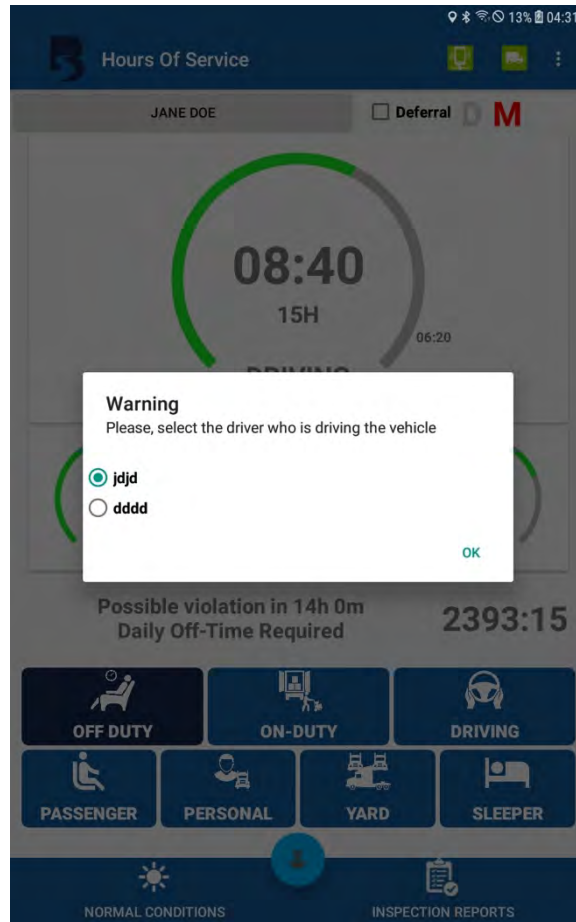 13% 04:31
Hours Of Service
JANE DOE
Deferral D M
08:40
15H
06:20
DRIVING
Warning
Please, select the driver who is driving the vehicle
jdjd
dddd
OK
Possible violation in 14h 0m
Daily Off-Time Required
2393:15
OFF DUTY
ON-DUTY
DRIVING
PASSENGER
PERSONAL
YARD
SLEEPER
NORMAL CONDITIONS
INSPECTION REPORTS